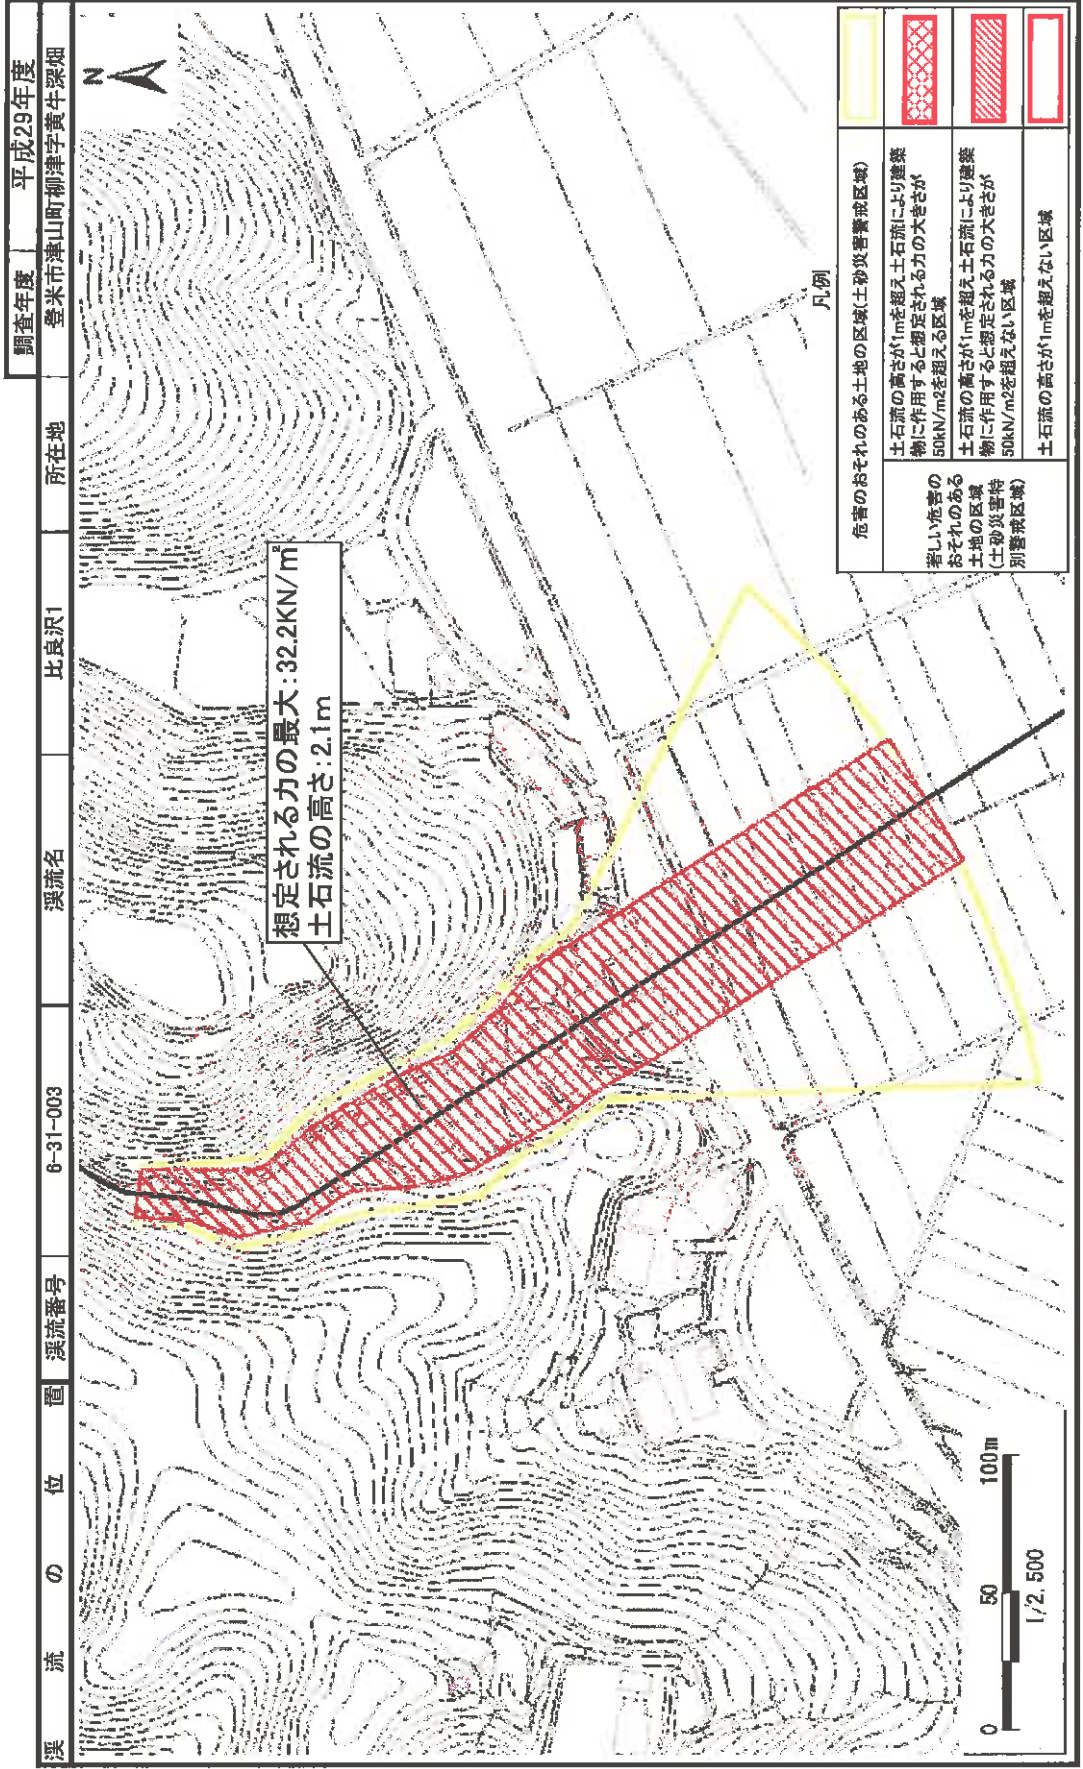 調査年度 平成29年度
渓流の位置 渓流番号 6-31-003 渓流名 比良沢1 所在地 登米市津山町柳津字黄牛深畑
N
想定される力の最大:32.2KN/㎡
土石流の高さ:2.1m
凡例
危害のおそれのある土地の区域(土砂災害警戒区域)
著しい危害の
おそれのある
土地の区域
(土砂災害特
別警戒区域)
土石流の高さが1mを超え土石流により建築
物に作用すると想定される力の大きさが
50kN/m2を超える区域
土石流の高さが1mを超え土石流により建築
物に作用すると想定される力の大きさが
50kN/m2を超えない区域
土石流の高さが1mを超えない区域
0 50 100m
1/2.500